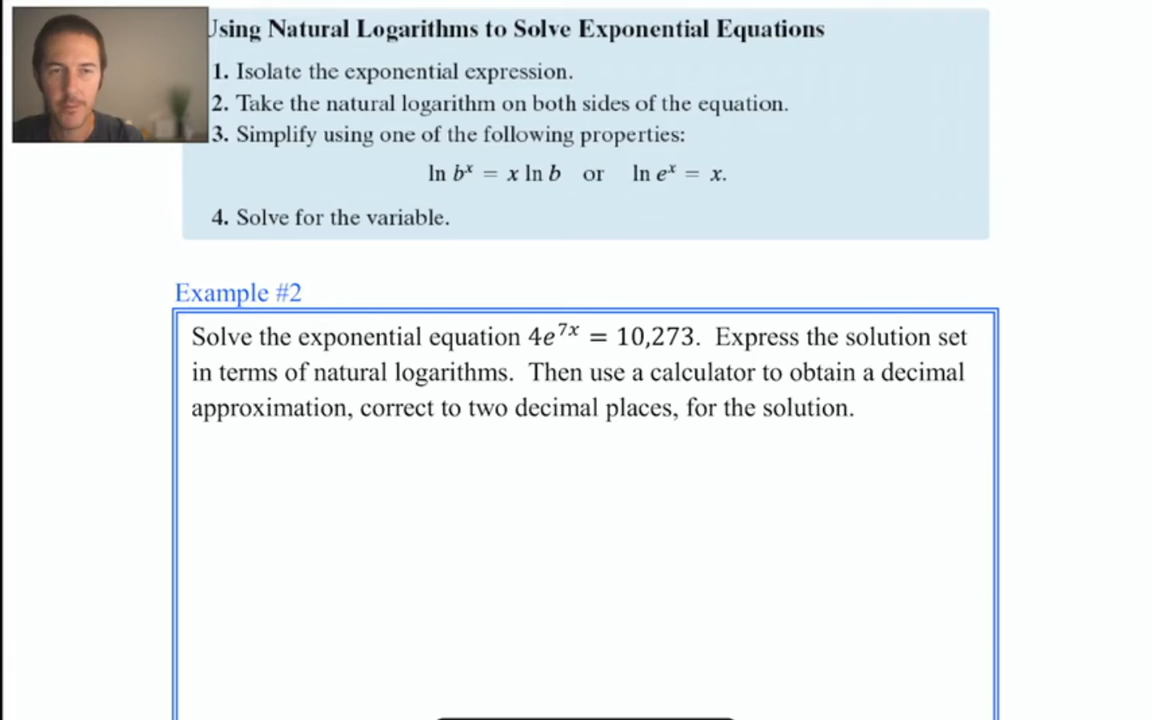 Using Natural Logarithms to Solve Exponential Equations
1. Isolate the exponential expression.
2. Take the natural logarithm on both sides of the equation.
3. Simplify using one of the following properties:
ln bˣ = x ln b or ln eˣ = x.
4. Solve for the variable.
Example #2
Solve the exponential equation 4e⁷ˣ = 10,273. Express the solution set
in terms of natural logarithms. Then use a calculator to obtain a decimal
approximation, correct to two decimal places, for the solution.